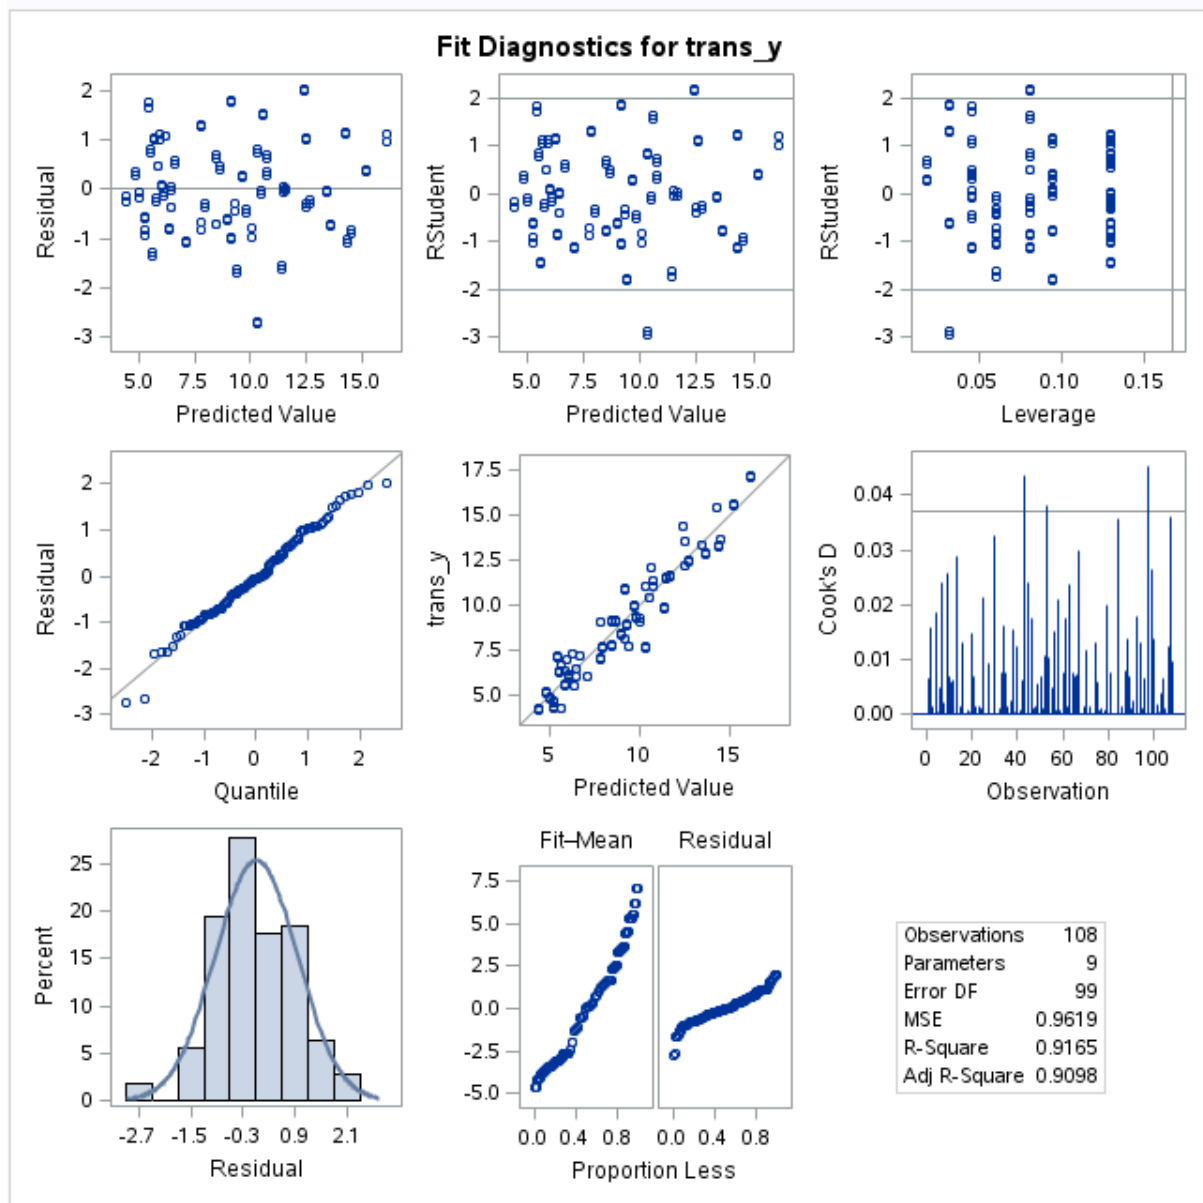 Fit Diagnostics for trans_y
Residual
2
1
0
-1
-2
-3
5.0 7.5 10.0 12.5 15.0
Predicted Value
RStudent
2
1
0
-1
-2
-3
5.0 7.5 10.0 12.5 15.0
Predicted Value
RStudent
2
1
0
-1
-2
-3
0.05 0.10 0.15
Leverage
Residual
2
1
0
-1
-2
-3
-2 -1 0 1 2
Quantile
trans_y
17.5
15.0
12.5
10.0
7.5
5.0
5 10 15
Predicted Value
Cook's D
0.04
0.03
0.02
0.01
0.00
0 20 40 60 80 100
Observation
Percent
25
20
15
10
5
0
-2.7 -1.5 -0.3 0.9 2.1
Residual
Fit–Mean Residual
7.5
5.0
2.5
0.0
-2.5
-5.0
0.0 0.4 0.8 0.0 0.4 0.8
Proportion Less
Observations 108
Parameters 9
Error DF 99
MSE 0.9619
R-Square 0.9165
Adj R-Square 0.9098